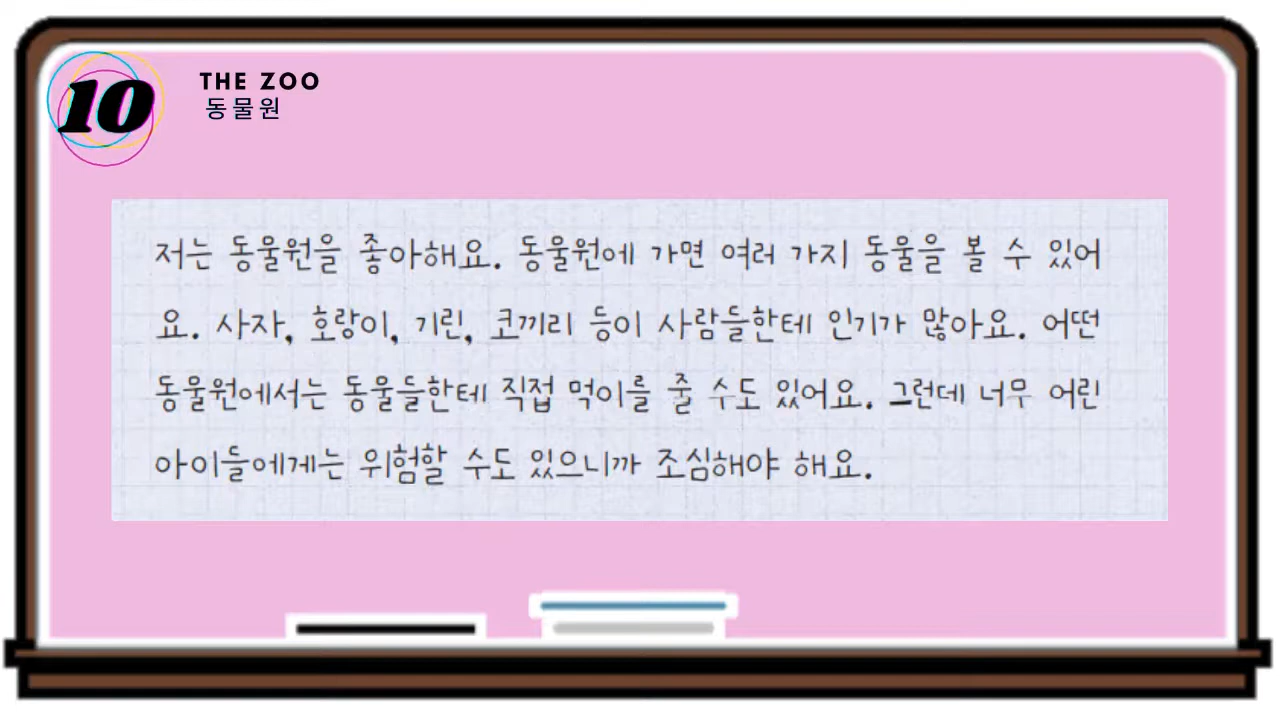 10
THE ZOO
동물원
저는 동물원을 좋아해요. 동물원에 가면 여러 가지 동물을 볼 수 있어
요. 사자, 호랑이, 기린, 코끼리 등이 사람들한테 인기가 많아요. 어떤
동물원에서는 동물들한테 직접 먹이를 줄 수도 있어요. 그런데 너무 어린
아이들에게는 위험할 수도 있으니까 조심해야 해요.